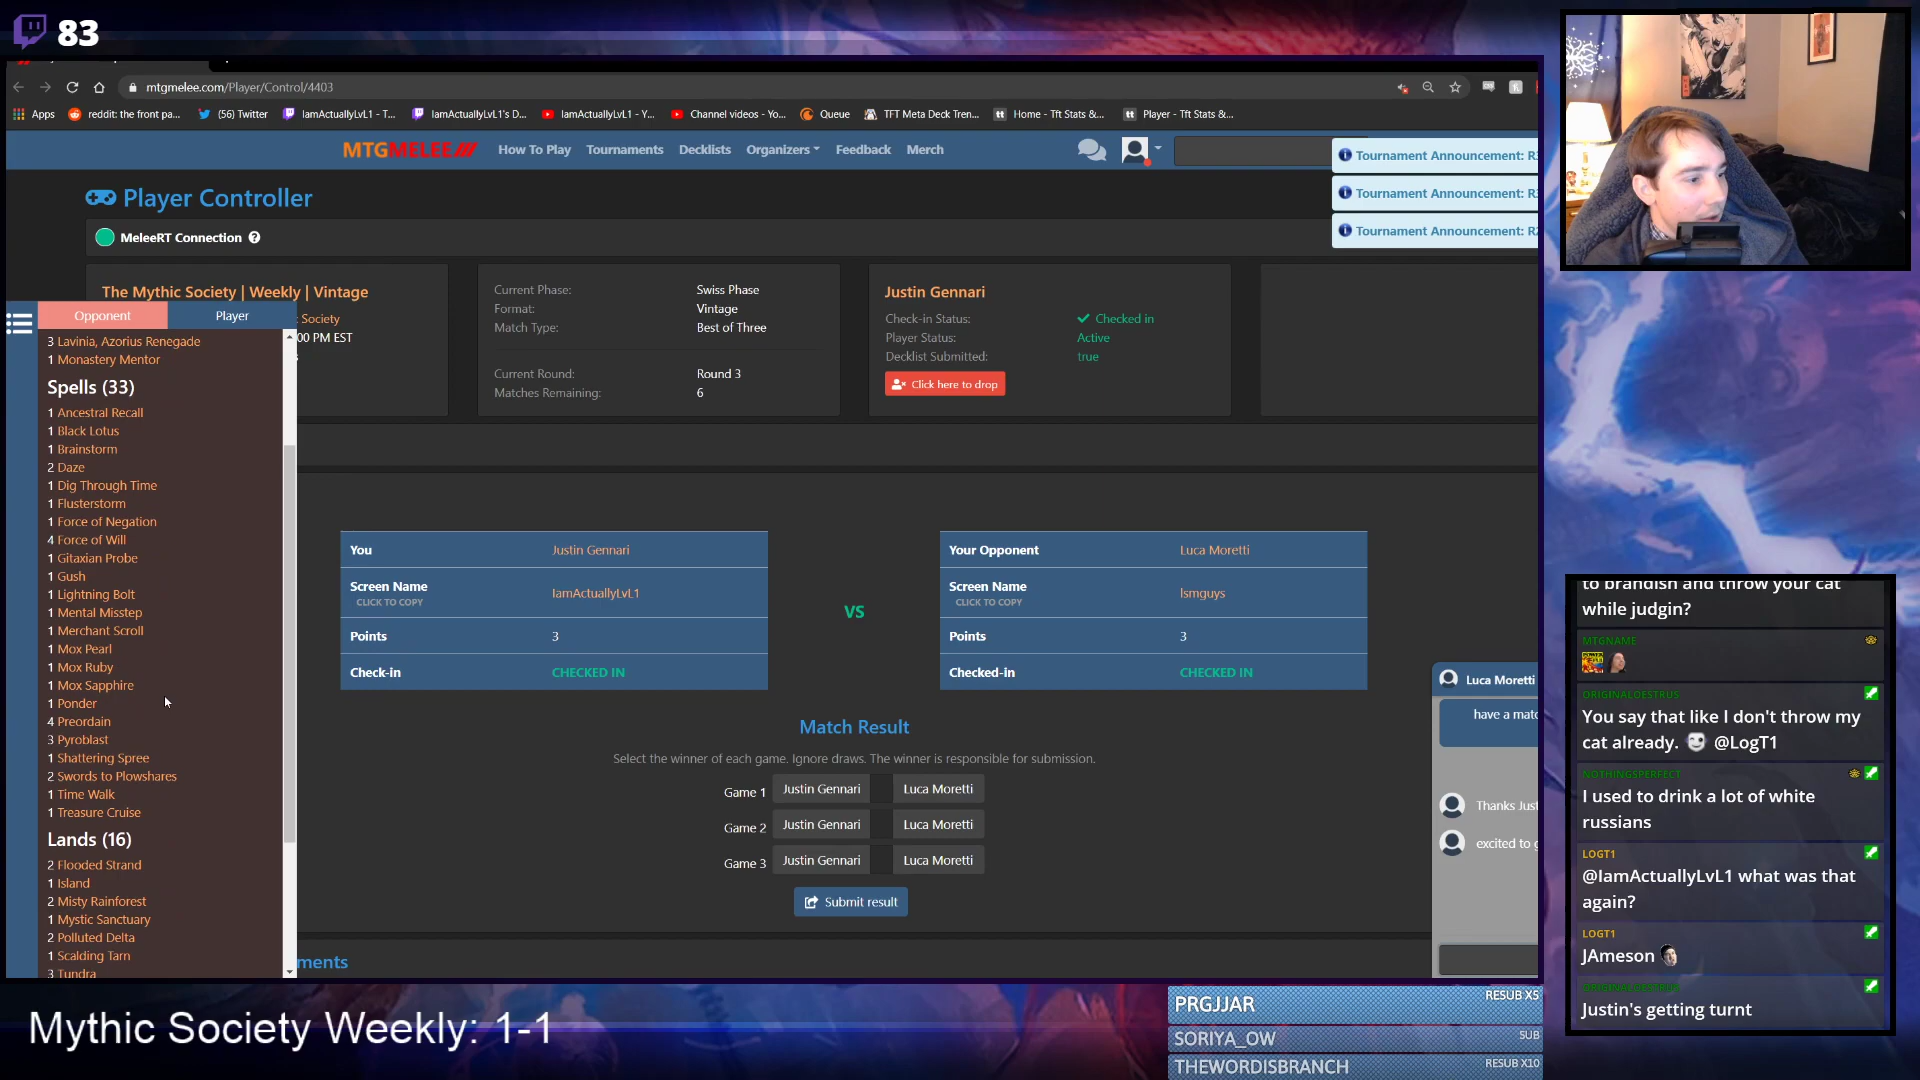 83
mtgmelee.com/Player/Control/4403
Apps
reddit: the front pa...
(56) Twitter
IamActuallyLvL1 - T...
IamActuallyLvL1's D...
IamActuallyLvL1 - Y...
Channel videos - Yo...
Queue
TFT Meta Deck Tren...
Home - Tft Stats &...
Player - Tft Stats &...
MTGMELEE
How To Play
Tournaments
Decklists
Organizers
Feedback
Merch
Tournament Announcement: R
Tournament Announcement: R
Tournament Announcement: R
Player Controller
MeleeRT Connection
The Mythic Society | Weekly | Vintage
Society
00 PM EST
Current Phase: Swiss Phase
Format: Vintage
Match Type: Best of Three
Current Round: Round 3
Matches Remaining: 6
Justin Gennari
Check-in Status: Checked in
Player Status: Active
Decklist Submitted: true
Click here to drop
Opponent
Player
3 Lavinia, Azorius Renegade
1 Monastery Mentor
Spells (33)
1 Ancestral Recall
1 Black Lotus
1 Brainstorm
2 Daze
1 Dig Through Time
1 Flusterstorm
1 Force of Negation
4 Force of Will
1 Gitaxian Probe
1 Gush
1 Lightning Bolt
1 Mental Misstep
1 Merchant Scroll
1 Mox Pearl
1 Mox Ruby
1 Mox Sapphire
1 Ponder
4 Preordain
3 Pyroblast
1 Shattering Spree
2 Swords to Plowshares
1 Time Walk
1 Treasure Cruise
Lands (16)
2 Flooded Strand
1 Island
2 Misty Rainforest
1 Mystic Sanctuary
2 Polluted Delta
1 Scalding Tarn
3 Tundra
You Justin Gennari
Screen Name IamActuallyLvL1
CLICK TO COPY
Points 3
Check-in CHECKED IN
VS
Your Opponent Luca Moretti
Screen Name lsmguys
CLICK TO COPY
Points 3
Checked-in CHECKED IN
Match Result
Select the winner of each game. Ignore draws. The winner is responsible for submission.
Game 1 Justin Gennari Luca Moretti
Game 2 Justin Gennari Luca Moretti
Game 3 Justin Gennari Luca Moretti
Submit result
ments
Luca Moretti
have a matc
Thanks Just
excited to g
to brandish and throw your cat
while judgin?
MTGNAME
ORIGINALOESTRUS
You say that like I don't throw my
cat already. @LogT1
NOTHINGSPERFECT
I used to drink a lot of white
russians
LOGT1
@IamActuallyLvL1 what was that
again?
LOGT1
JAmeson
ORIGINALOESTRUS
Justin's getting turnt
Mythic Society Weekly: 1-1
PRGJJAR RESUB X5
SORIYA_OW SUB
THEWORDISBRANCH RESUB X10